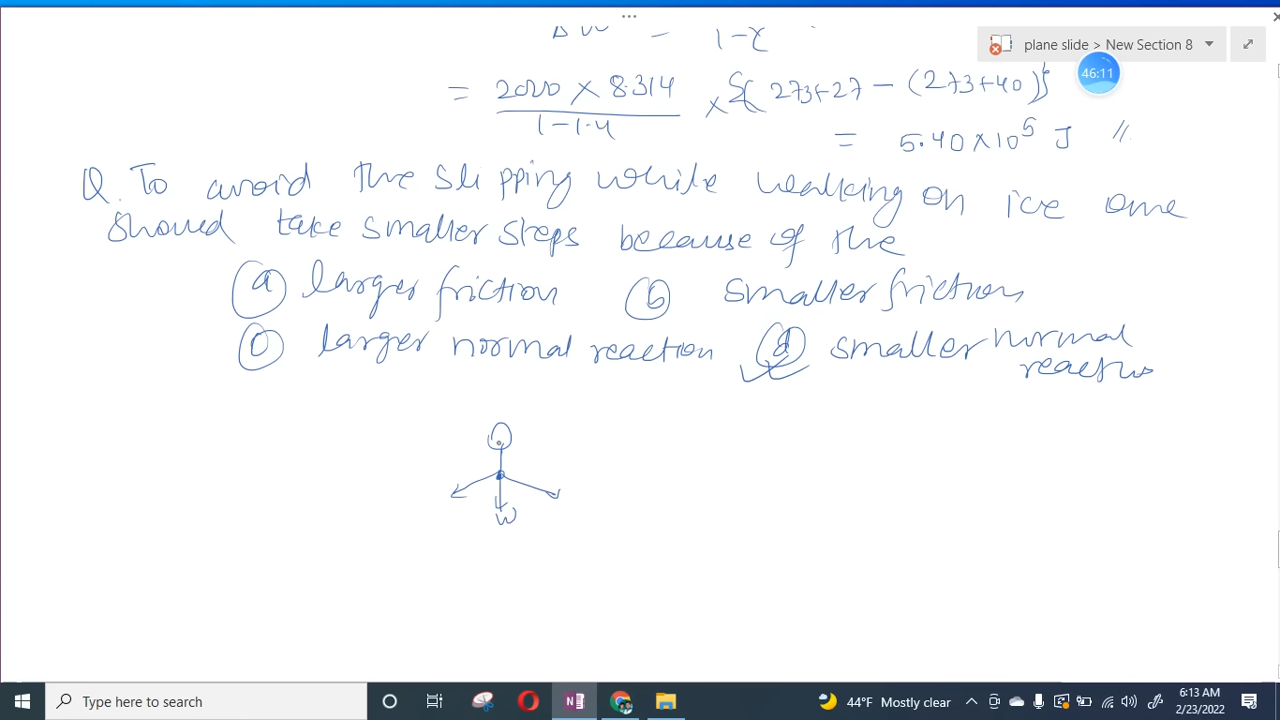 plane slide > New Section 8
46:11
1-γ
= 2000 × 8.314 / 1-1.4 × {(273+27 - (273+40)}
= 5.40×10⁵ J //
Q. To avoid the slipping while walking on ice one
should take smaller steps because of the
(a) larger friction (b) smaller friction
(c) larger normal reaction (d) smaller normal
reaction
W
Type here to search
44°F Mostly clear
6:13 AM
2/23/2022